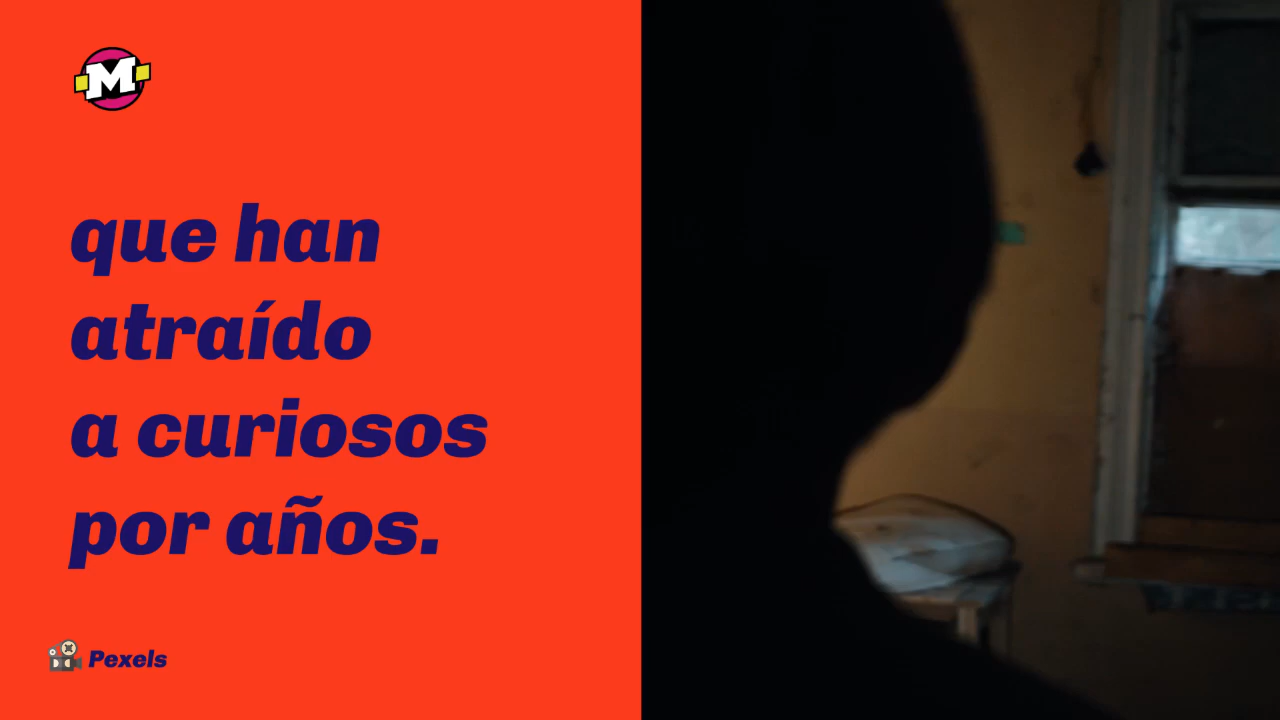 M
que han
atraído
a curiosos
por años.
Pexels